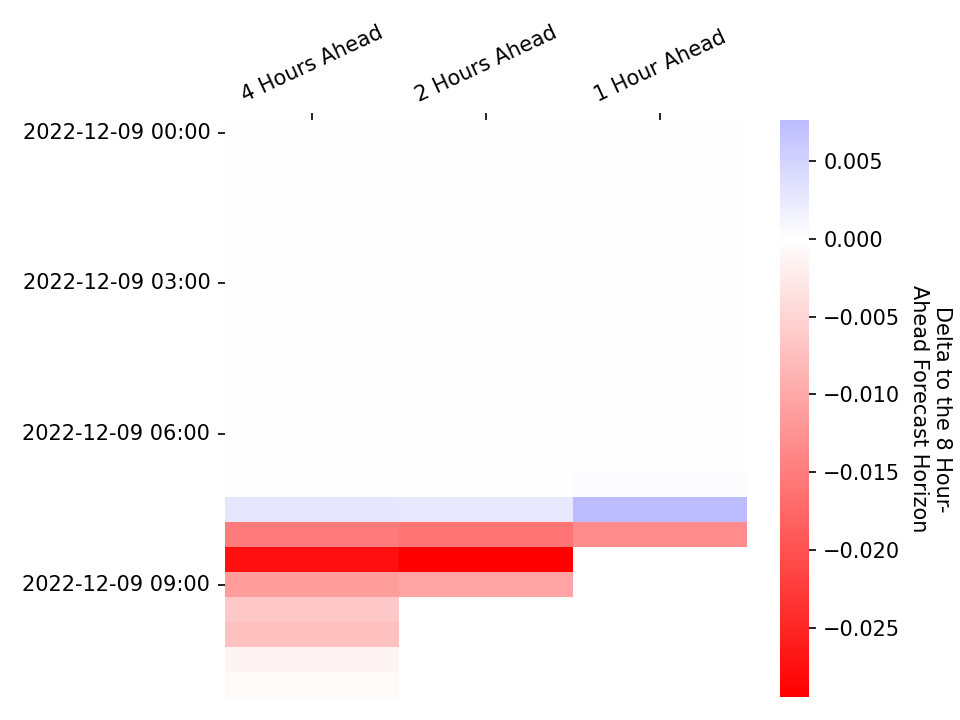 4 Hours Ahead
2 Hours Ahead
1 Hour Ahead
2022-12-09 00:00
2022-12-09 03:00
2022-12-09 06:00
2022-12-09 09:00
0.005
0.000
−0.005
−0.010
−0.015
−0.020
−0.025
Delta to the 8 Hour-
Ahead Forecast Horizon